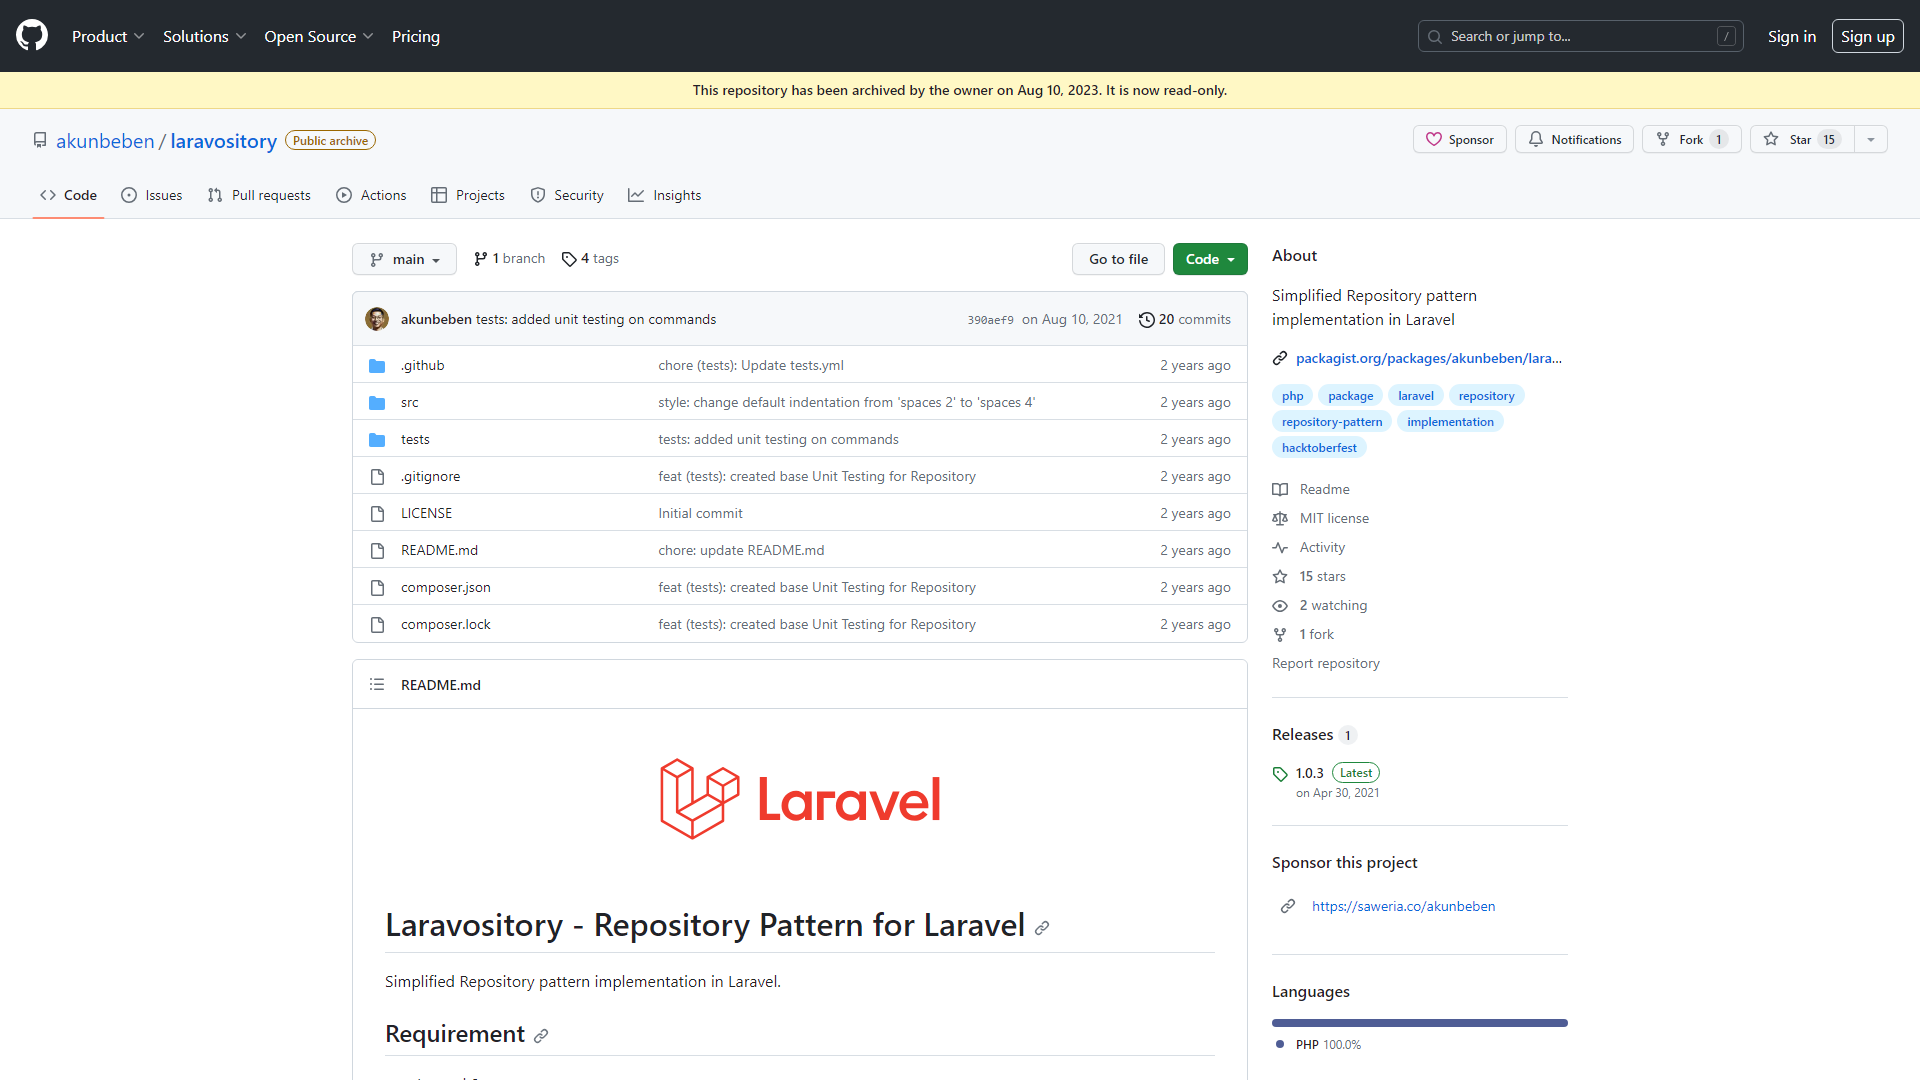 Product
Solutions
Open Source
Pricing
Search or jump to...
/
Sign in
Sign up
This repository has been archived by the owner on Aug 10, 2023. It is now read-only.
akunbeben / laravository
Public archive
Sponsor
Notifications
Fork 1
Star 15
Code
Issues
Pull requests
Actions
Projects
Security
Insights
main
1 branch
4 tags
Go to file
Code
akunbeben tests: added unit testing on commands
390aef9 on Aug 10, 2021
20 commits
.github chore (tests): Update tests.yml 2 years ago
src style: change default indentation from 'spaces 2' to 'spaces 4' 2 years ago
tests tests: added unit testing on commands 2 years ago
.gitignore feat (tests): created base Unit Testing for Repository 2 years ago
LICENSE Initial commit 2 years ago
README.md chore: update README.md 2 years ago
composer.json feat (tests): created base Unit Testing for Repository 2 years ago
composer.lock feat (tests): created base Unit Testing for Repository 2 years ago
README.md
Laravel
Laravository - Repository Pattern for Laravel
Simplified Repository pattern implementation in Laravel.
Requirement
About
Simplified Repository pattern
implementation in Laravel
packagist.org/packages/akunbeben/lara...
php package laravel repository
repository-pattern implementation
hacktoberfest
Readme
MIT license
Activity
15 stars
2 watching
1 fork
Report repository
Releases 1
1.0.3 Latest
on Apr 30, 2021
Sponsor this project
https://saweria.co/akunbeben
Languages
PHP 100.0%